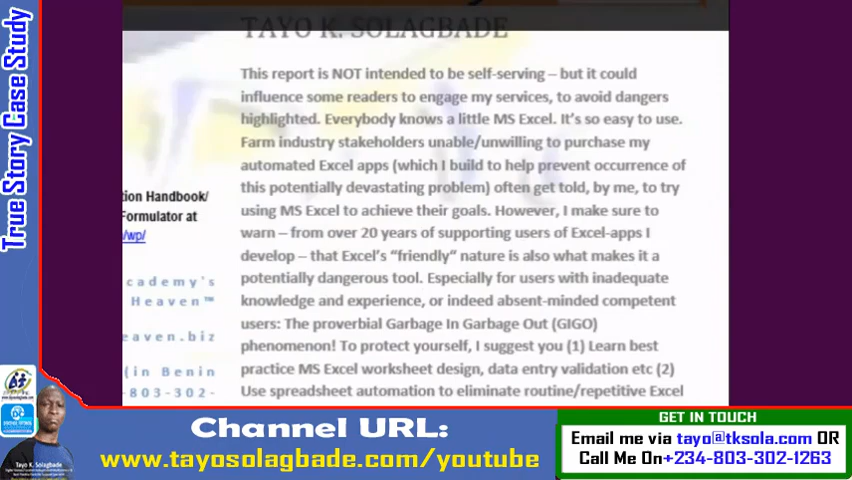 True Story Case Study
TAYO K. SOLAGBADE
This report is NOT intended to be self-serving – but it could
influence some readers to engage my services, to avoid dangers
highlighted. Everybody knows a little MS Excel. It's so easy to use.
Farm industry stakeholders unable/unwilling to purchase my
automated Excel apps (which I build to help prevent occurrence of
this potentially devastating problem) often get told, by me, to try
using MS Excel to achieve their goals. However, I make sure to
warn – from over 20 years of supporting users of Excel-apps I
develop – that Excel's "friendly" nature is also what makes it a
potentially dangerous tool. Especially for users with inadequate
knowledge and experience, or indeed absent-minded competent
users: The proverbial Garbage In Garbage Out (GIGO)
phenomenon! To protect yourself, I suggest you (1) Learn best
practice MS Excel worksheet design, data entry validation etc (2)
Use spreadsheet automation to eliminate routine/repetitive Excel
tion Handbook/
Formulator at
/wp/
cademy's
Heaven™
eaven.biz
(in Benin
-803-302-
Tayo K. Solagbade
Channel URL:
www.tayosolagbade.com/youtube
GET IN TOUCH
Email me via tayo@tksola.com OR
Call Me On+234-803-302-1263